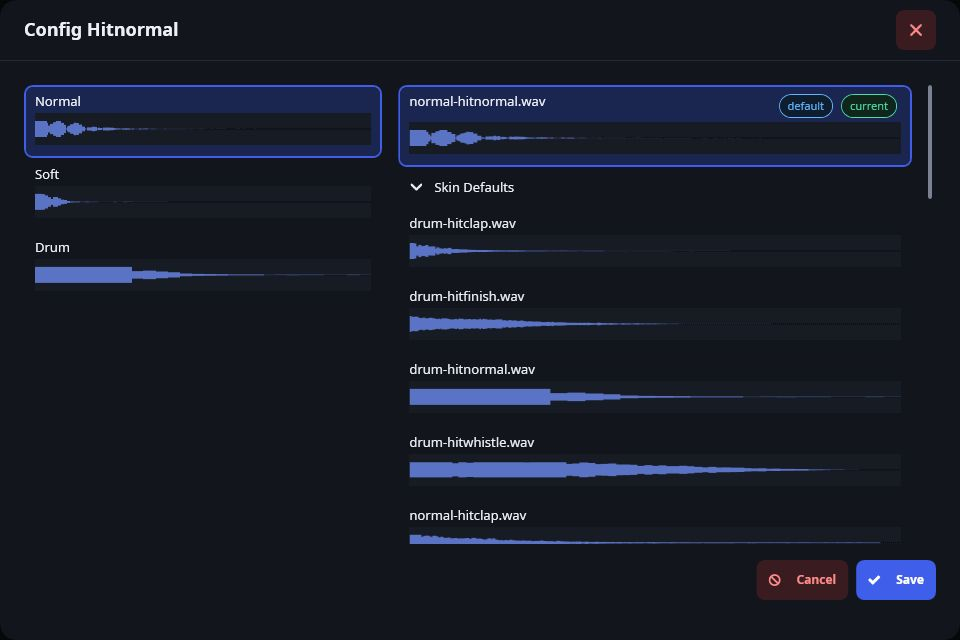 Config Hitnormal
Normal
Soft
Drum
normal-hitnormal.wav
default
current
Skin Defaults
drum-hitclap.wav
drum-hitfinish.wav
drum-hitnormal.wav
drum-hitwhistle.wav
normal-hitclap.wav
Cancel
Save